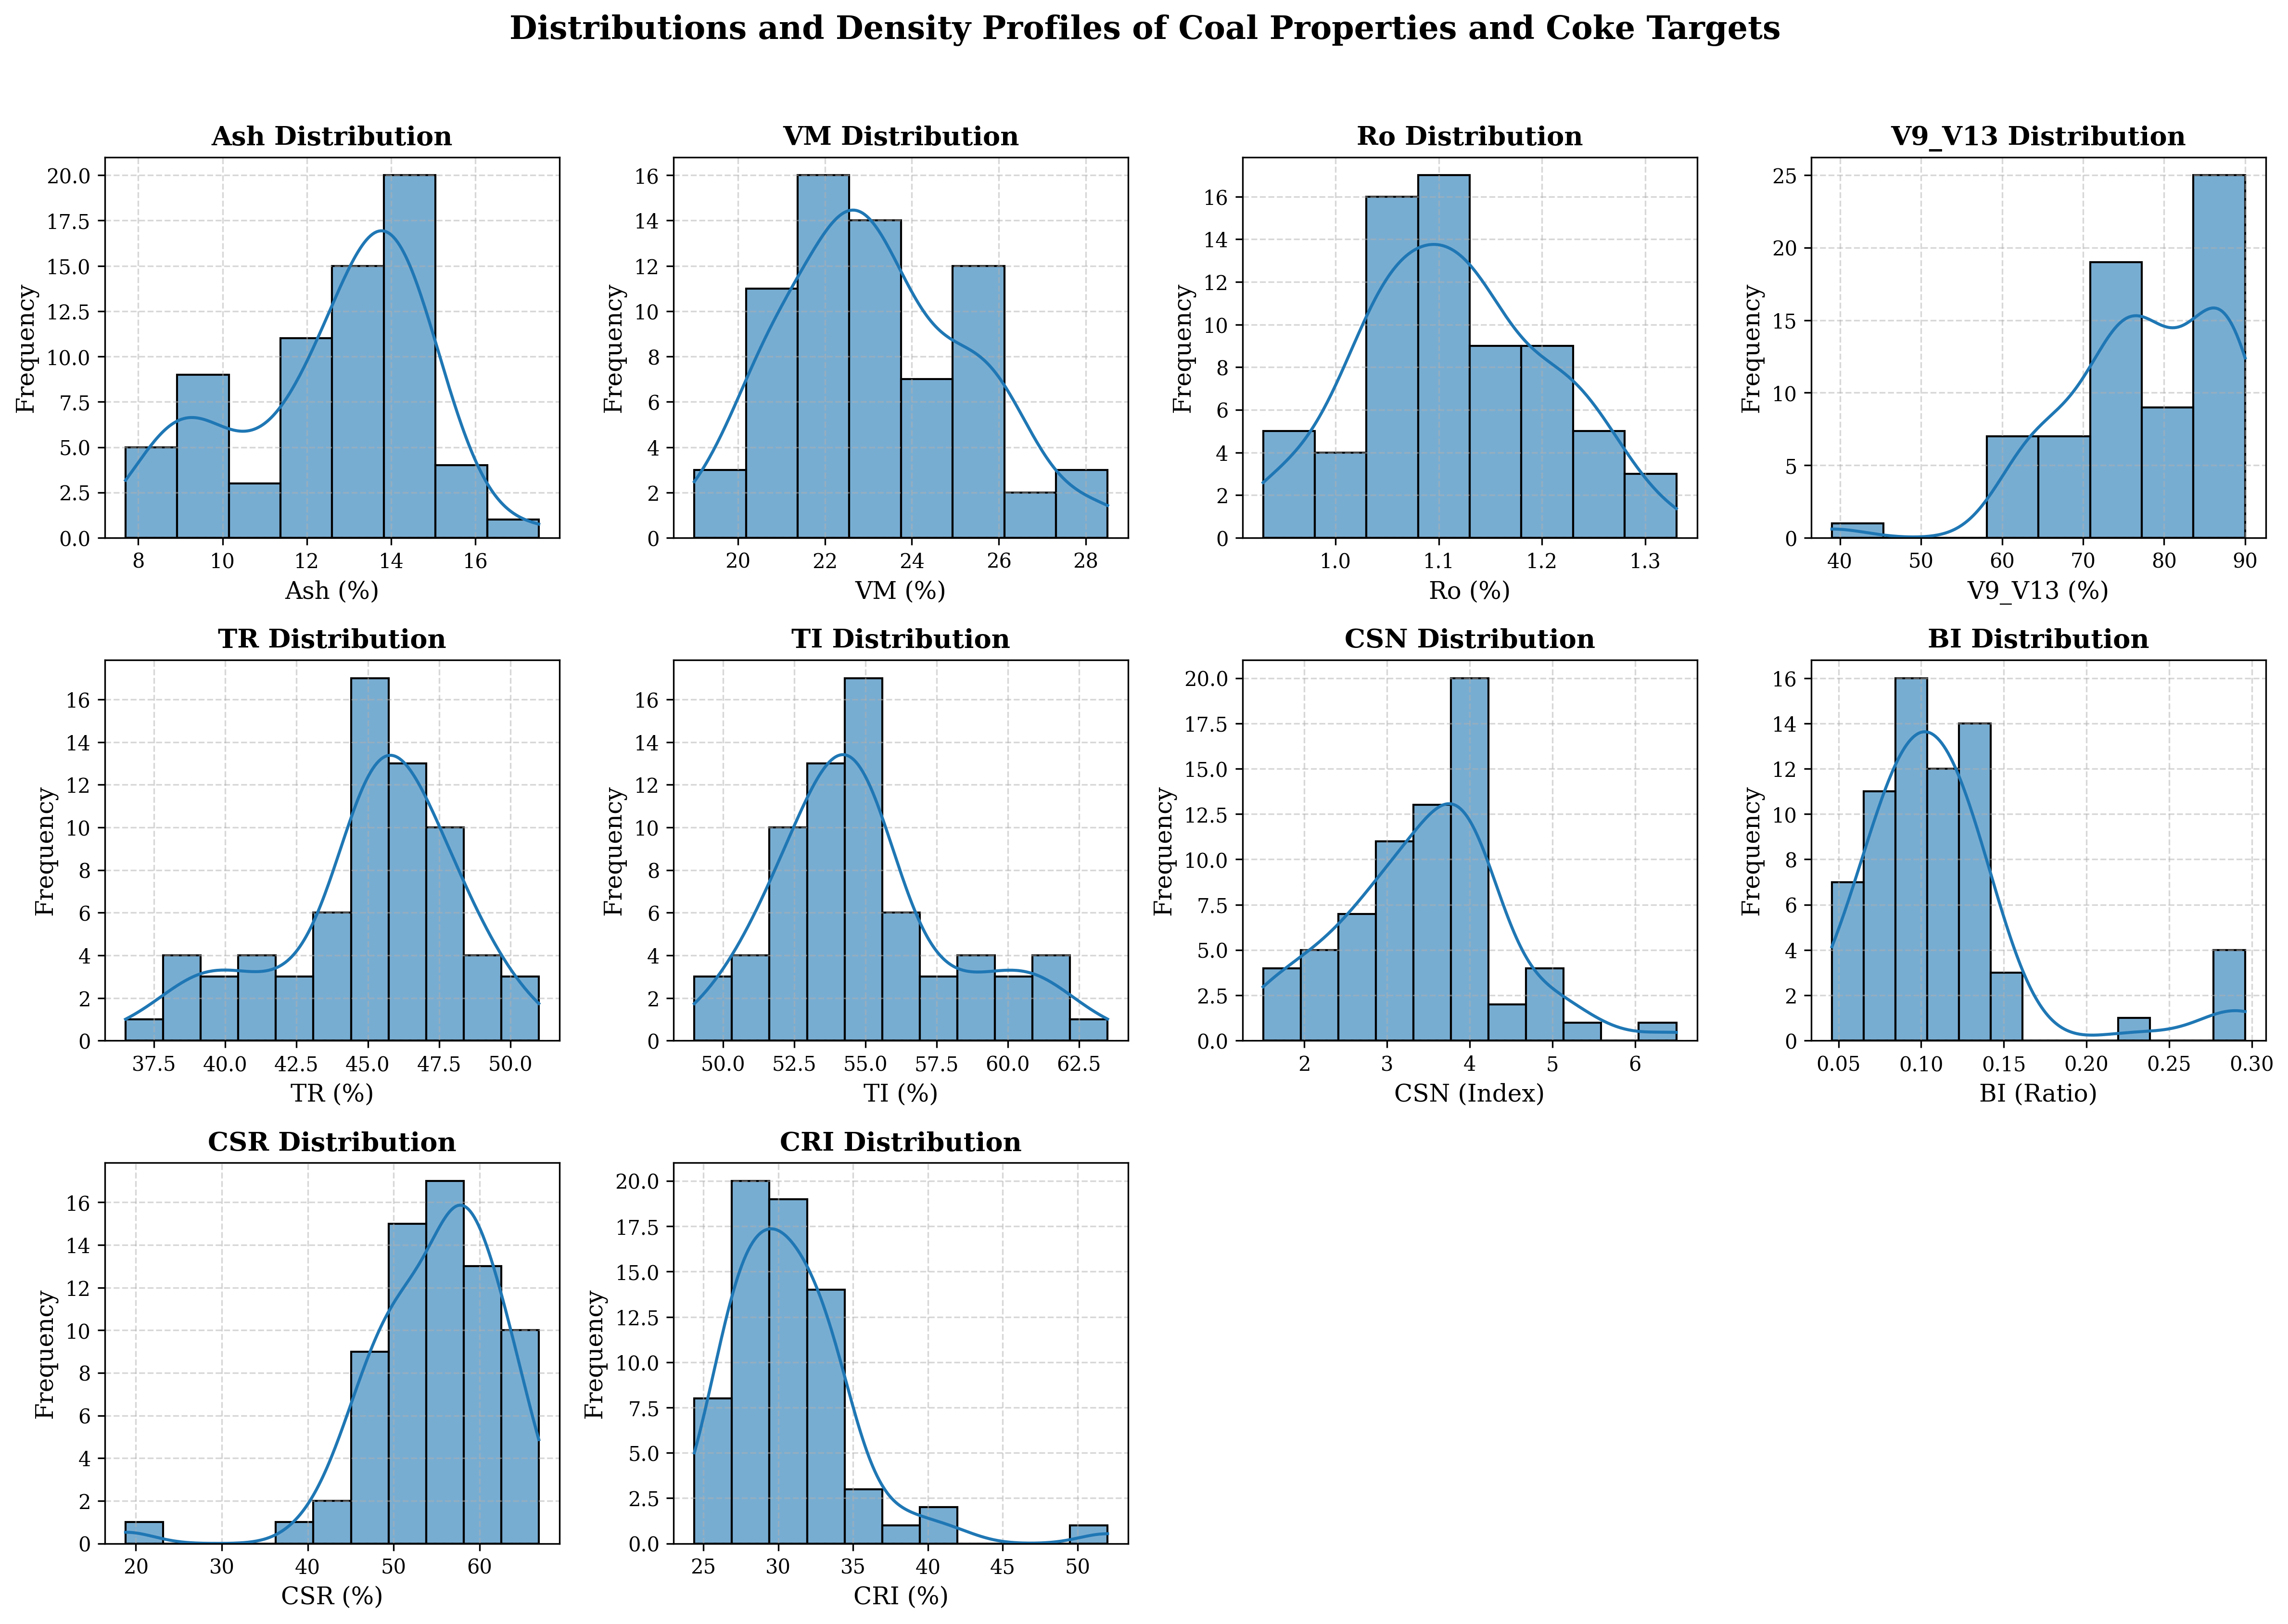 Distributions and Density Profiles of Coal Properties and Coke Targets
Ash Distribution
Frequency
20.0
17.5
15.0
12.5
10.0
7.5
5.0
2.5
0.0
8 10 12 14 16
Ash (%)
VM Distribution
Frequency
16
14
12
10
8
6
4
2
0
20 22 24 26 28
VM (%)
Ro Distribution
Frequency
16
14
12
10
8
6
4
2
0
1.0 1.1 1.2 1.3
Ro (%)
V9_V13 Distribution
Frequency
25
20
15
10
5
0
40 50 60 70 80 90
V9_V13 (%)
TR Distribution
Frequency
16
14
12
10
8
6
4
2
0
37.5 40.0 42.5 45.0 47.5 50.0
TR (%)
TI Distribution
Frequency
16
14
12
10
8
6
4
2
0
50.0 52.5 55.0 57.5 60.0 62.5
TI (%)
CSN Distribution
Frequency
20.0
17.5
15.0
12.5
10.0
7.5
5.0
2.5
0.0
2 3 4 5 6
CSN (Index)
BI Distribution
Frequency
16
14
12
10
8
6
4
2
0
0.05 0.10 0.15 0.20 0.25 0.30
BI (Ratio)
CSR Distribution
Frequency
16
14
12
10
8
6
4
2
0
20 30 40 50 60
CSR (%)
CRI Distribution
Frequency
20.0
17.5
15.0
12.5
10.0
7.5
5.0
2.5
0.0
25 30 35 40 45 50
CRI (%)